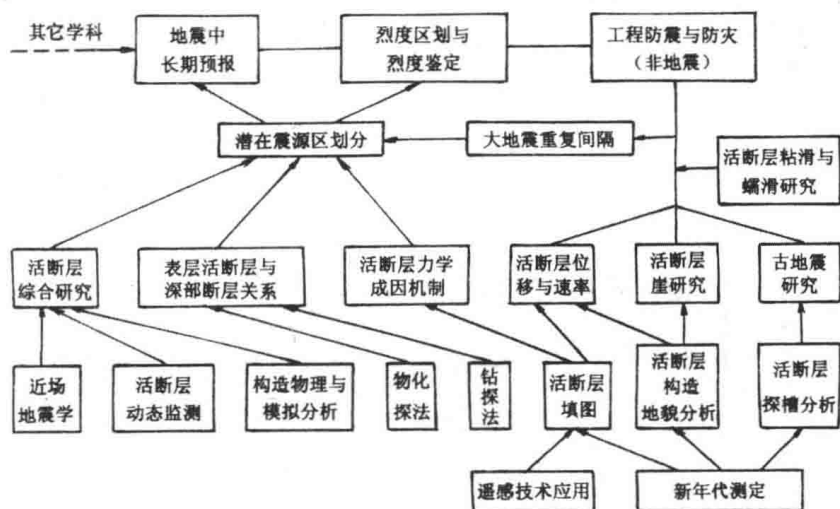 其它学科
地震中
长期预报
烈度区划与
烈度鉴定
工程防震与防灾
（非地震）
潜在震源区划分
大地震重复间隔
活断层粘滑与
蠕滑研究
活断层
综合研究
表层活断层与
深部断层关系
活断层力学
成因机制
活断层位
移与速率
活断层
崖研究
古地震
研究
近场
地震学
活断层
动态监测
构造物理与
模拟分析
物化
探法
钻
探
法
活断层
填图
活断层
构造
地貌分析
活断层
探槽分析
遥感技术应用
新年代测定